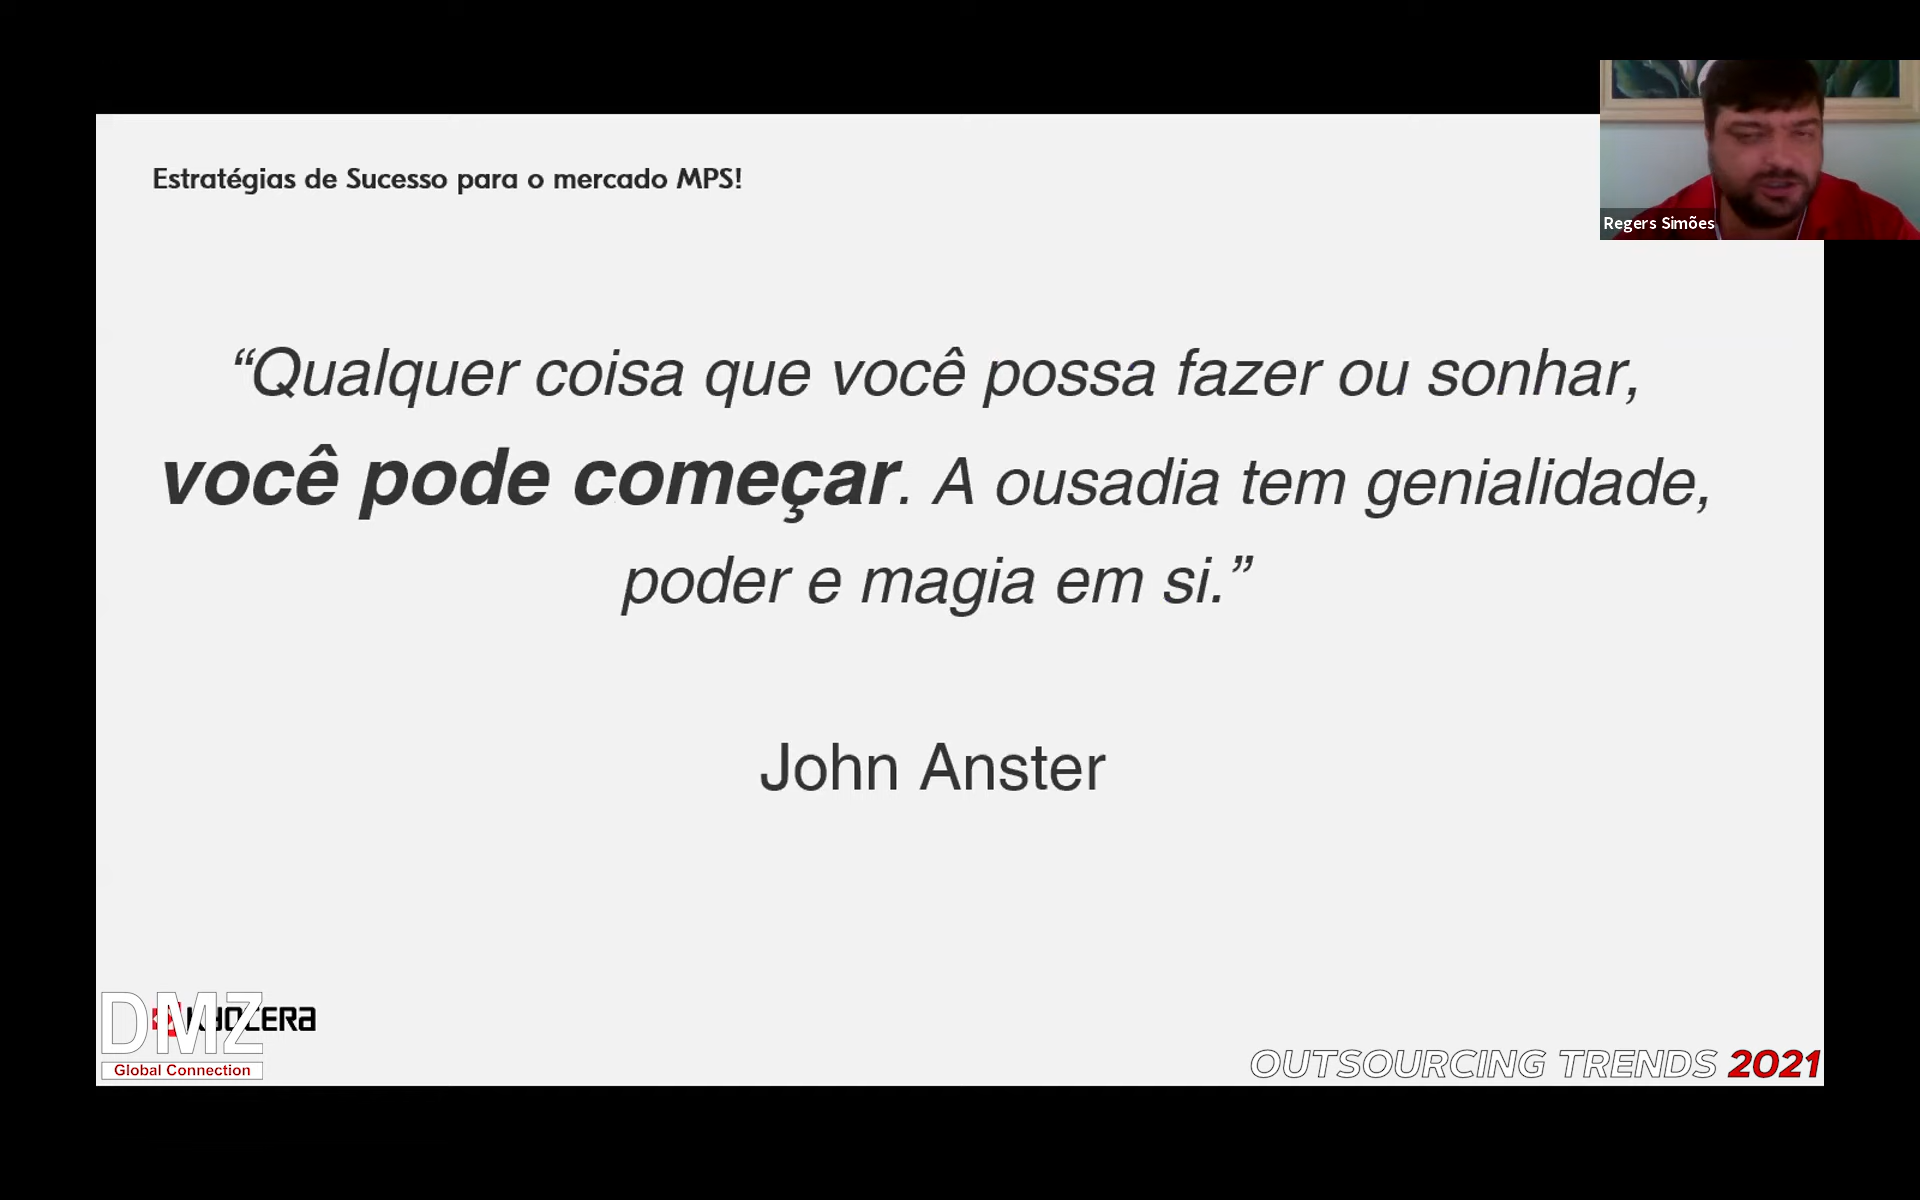 Estratégias de Sucesso para o mercado MPS!
Regers Simões
“Qualquer coisa que você possa fazer ou sonhar,
você pode começar. A ousadia tem genialidade,
poder e magia em si.”
John Anster
DMZ
KYOCERA
Global Connection
OUTSOURCING TRENDS 2021